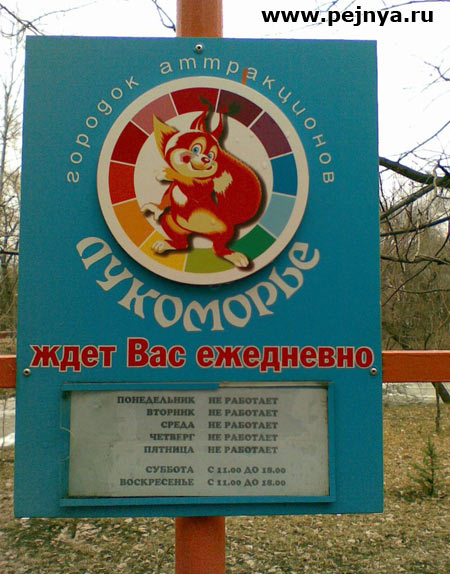 www.pejnya.ru
городок аттракционов
ЛУКОМОРЬЕ
ждет Вас ежедневно
ПОНЕДЕЛЬНИК НЕ РАБОТАЕТ
ВТОРНИК НЕ РАБОТАЕТ
СРЕДА НЕ РАБОТАЕТ
ЧЕТВЕРГ НЕ РАБОТАЕТ
ПЯТНИЦА НЕ РАБОТАЕТ
СУББОТА С 11.00 ДО 18.00
ВОСКРЕСЕНЬЕ С 11.00 ДО 18.00